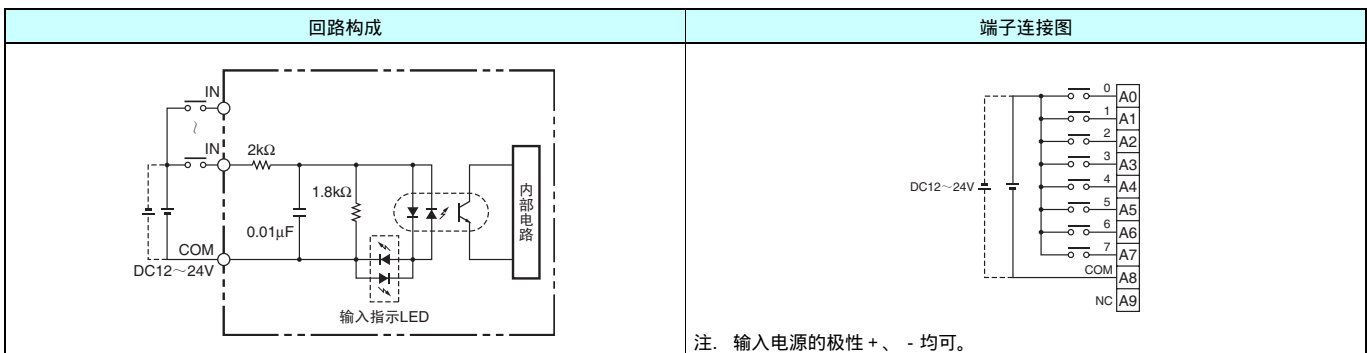 回路构成
端子连接图
IN
IN
2kΩ
1.8kΩ
0.01μF
内部电路
COM
DC12～24V
输入指示LED
0 A0
1 A1
2 A2
3 A3
DC12～24V
4 A4
5 A5
6 A6
7 A7
COM A8
NC A9
注. 输入电源的极性 + 、 - 均可。